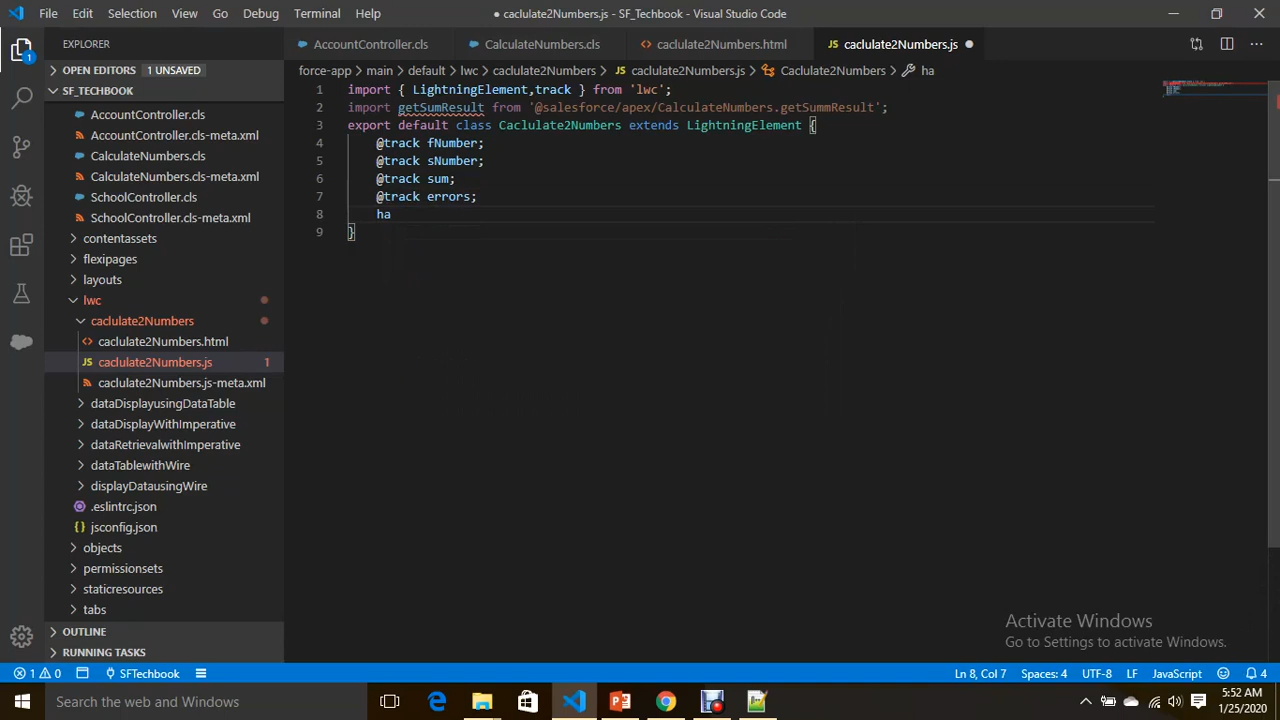 File Edit Selection View Go Debug Terminal Help
● caclulate2Numbers.js - SF_Techbook - Visual Studio Code
EXPLORER
AccountController.cls
CalculateNumbers.cls
<> caclulate2Numbers.html
JS caclulate2Numbers.js ●
OPEN EDITORS 1 UNSAVED
force-app > main > default > lwc > caclulate2Numbers > JS caclulate2Numbers.js > Caclulate2Numbers > ha
SF_TECHBOOK
AccountController.cls
AccountController.cls-meta.xml
CalculateNumbers.cls
CalculateNumbers.cls-meta.xml
SchoolController.cls
SchoolController.cls-meta.xml
contentassets
flexipages
layouts
lwc
caclulate2Numbers
<> caclulate2Numbers.html
JS caclulate2Numbers.js 1
caclulate2Numbers.js-meta.xml
dataDisplayusingDataTable
dataDisplayWithImperative
dataRetrievalwithImperative
dataTablewithWire
displayDatausingWire
.eslintrc.json
{} jsconfig.json
objects
permissionsets
staticresources
tabs
OUTLINE
RUNNING TASKS
1
1 import { LightningElement,track } from 'lwc';
2 import getSumResult from '@salesforce/apex/CalculateNumbers.getSummResult';
3 export default class Caclulate2Numbers extends LightningElement {
4 @track fNumber;
5 @track sNumber;
6 @track sum;
7 @track errors;
8 ha
9 }
Activate Windows
Go to Settings to activate Windows.
1 0 SFTechbook Ln 8, Col 7 Spaces: 4 UTF-8 LF JavaScript 4
Search the web and Windows
5:52 AM
1/25/2020